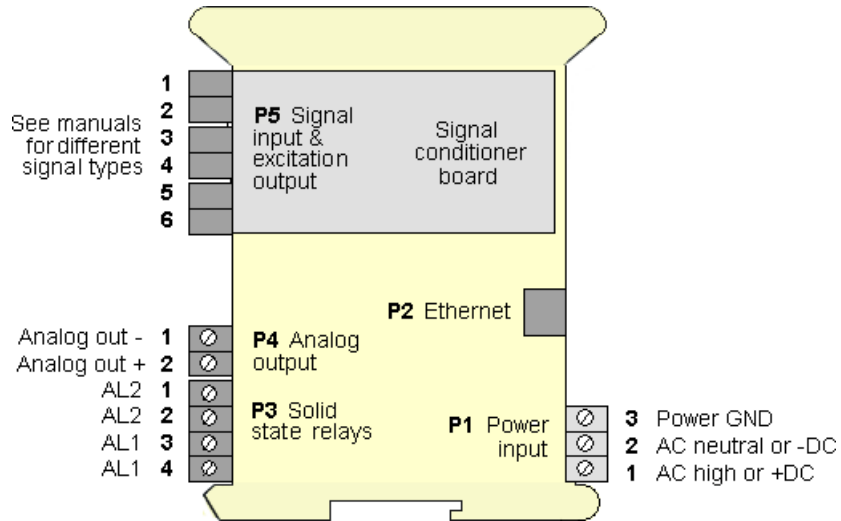 1
2
3
4
5
6
See manuals
for different
signal types
P5 Signal
input &
excitation
output
Signal
conditioner
board
P2 Ethernet
Analog out - 1
Analog out + 2
P4 Analog
output
AL2 1
AL2 2
AL1 3
AL1 4
P3 Solid
state relays
P1 Power
input
3 Power GND
2 AC neutral or -DC
1 AC high or +DC